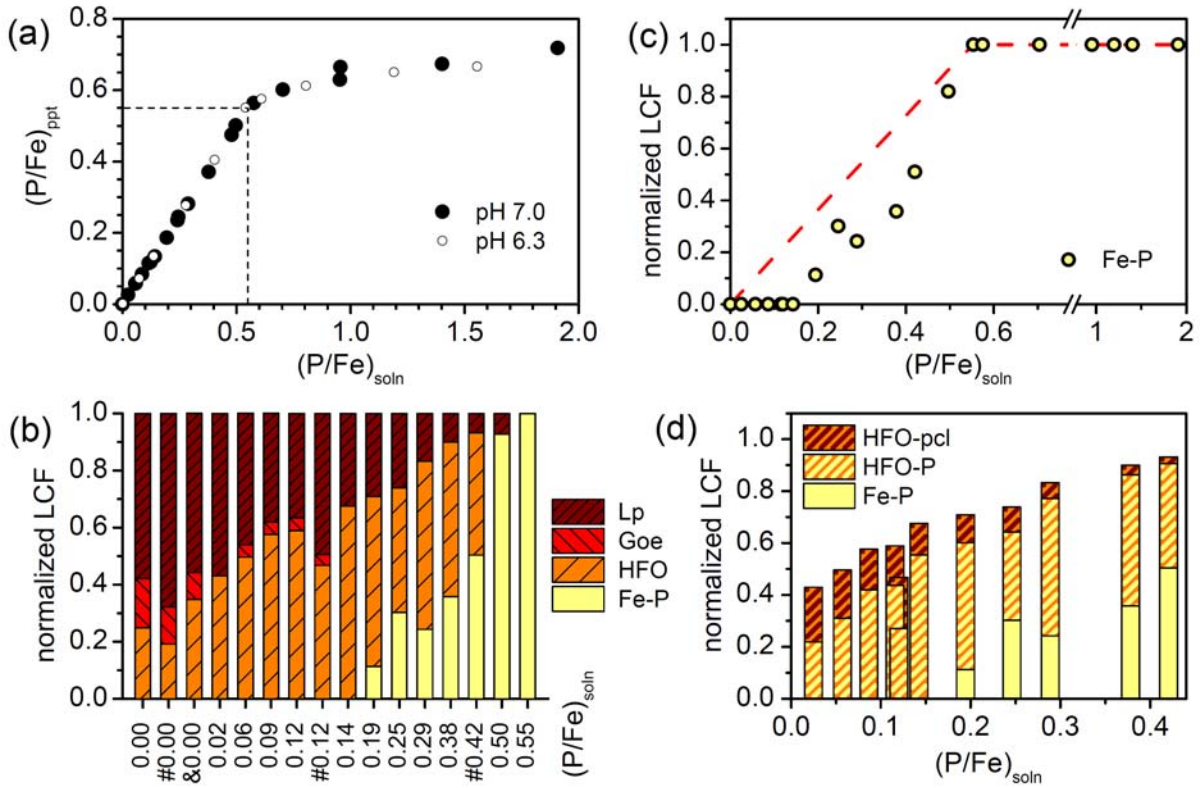 (a)
(P/Fe)ppt
0.8
0.6
0.4
0.2
0.0
0.0 0.5 1.0 1.5 2.0
(P/Fe)soln
pH 7.0
pH 6.3
(c)
normalized LCF
1.0
0.8
0.6
0.4
0.2
0.0
0.0 0.2 0.4 0.6 1 2
(P/Fe)soln
Fe-P
(b)
normalized LCF
1.0
0.8
0.6
0.4
0.2
0.0
0.00
#0.00
&0.00
0.02
0.06
0.09
0.12
#0.12
0.14
0.19
0.25
0.29
0.38
#0.42
0.50
0.55
(P/Fe)soln
Lp
Goe
HFO
Fe-P
(d)
normalized LCF
1.0
0.8
0.6
0.4
0.2
0.0
0.0 0.1 0.2 0.3 0.4
(P/Fe)soln
HFO-pcl
HFO-P
Fe-P